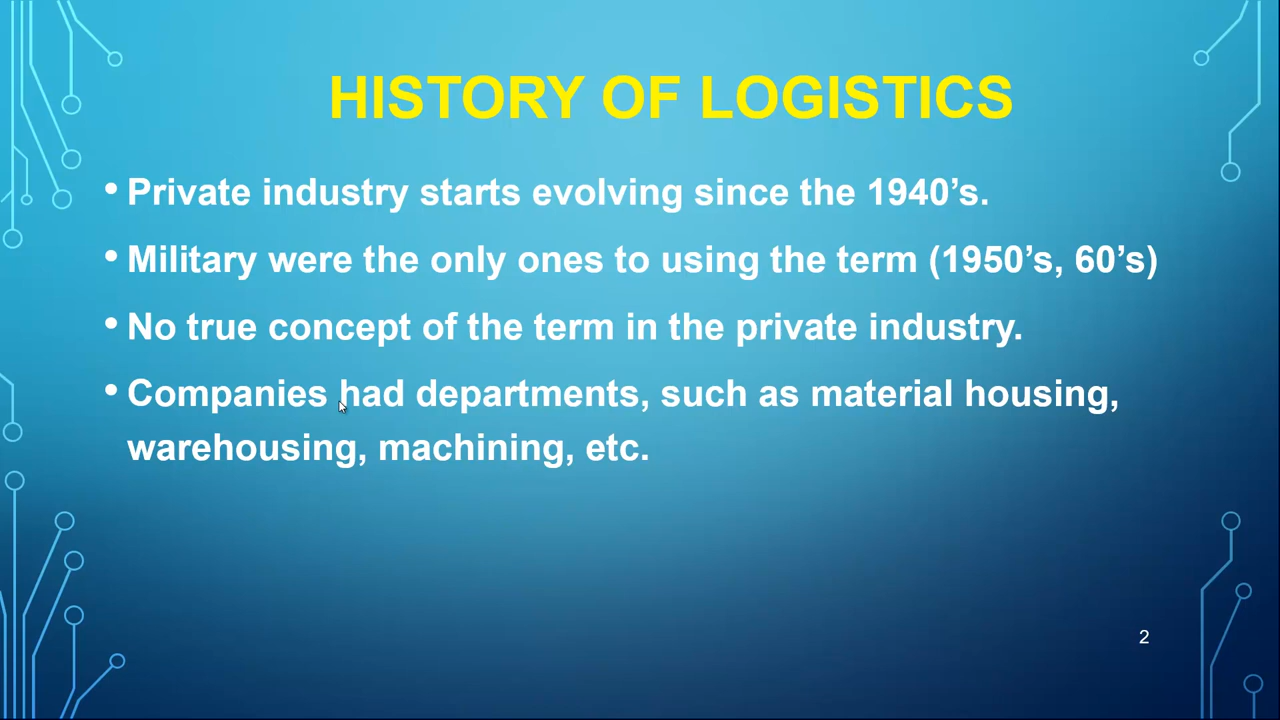 HISTORY OF LOGISTICS
• Private industry starts evolving since the 1940’s.
• Military were the only ones to using the term (1950’s, 60’s)
• No true concept of the term in the private industry.
• Companies had departments, such as material housing,
warehousing, machining, etc.
2